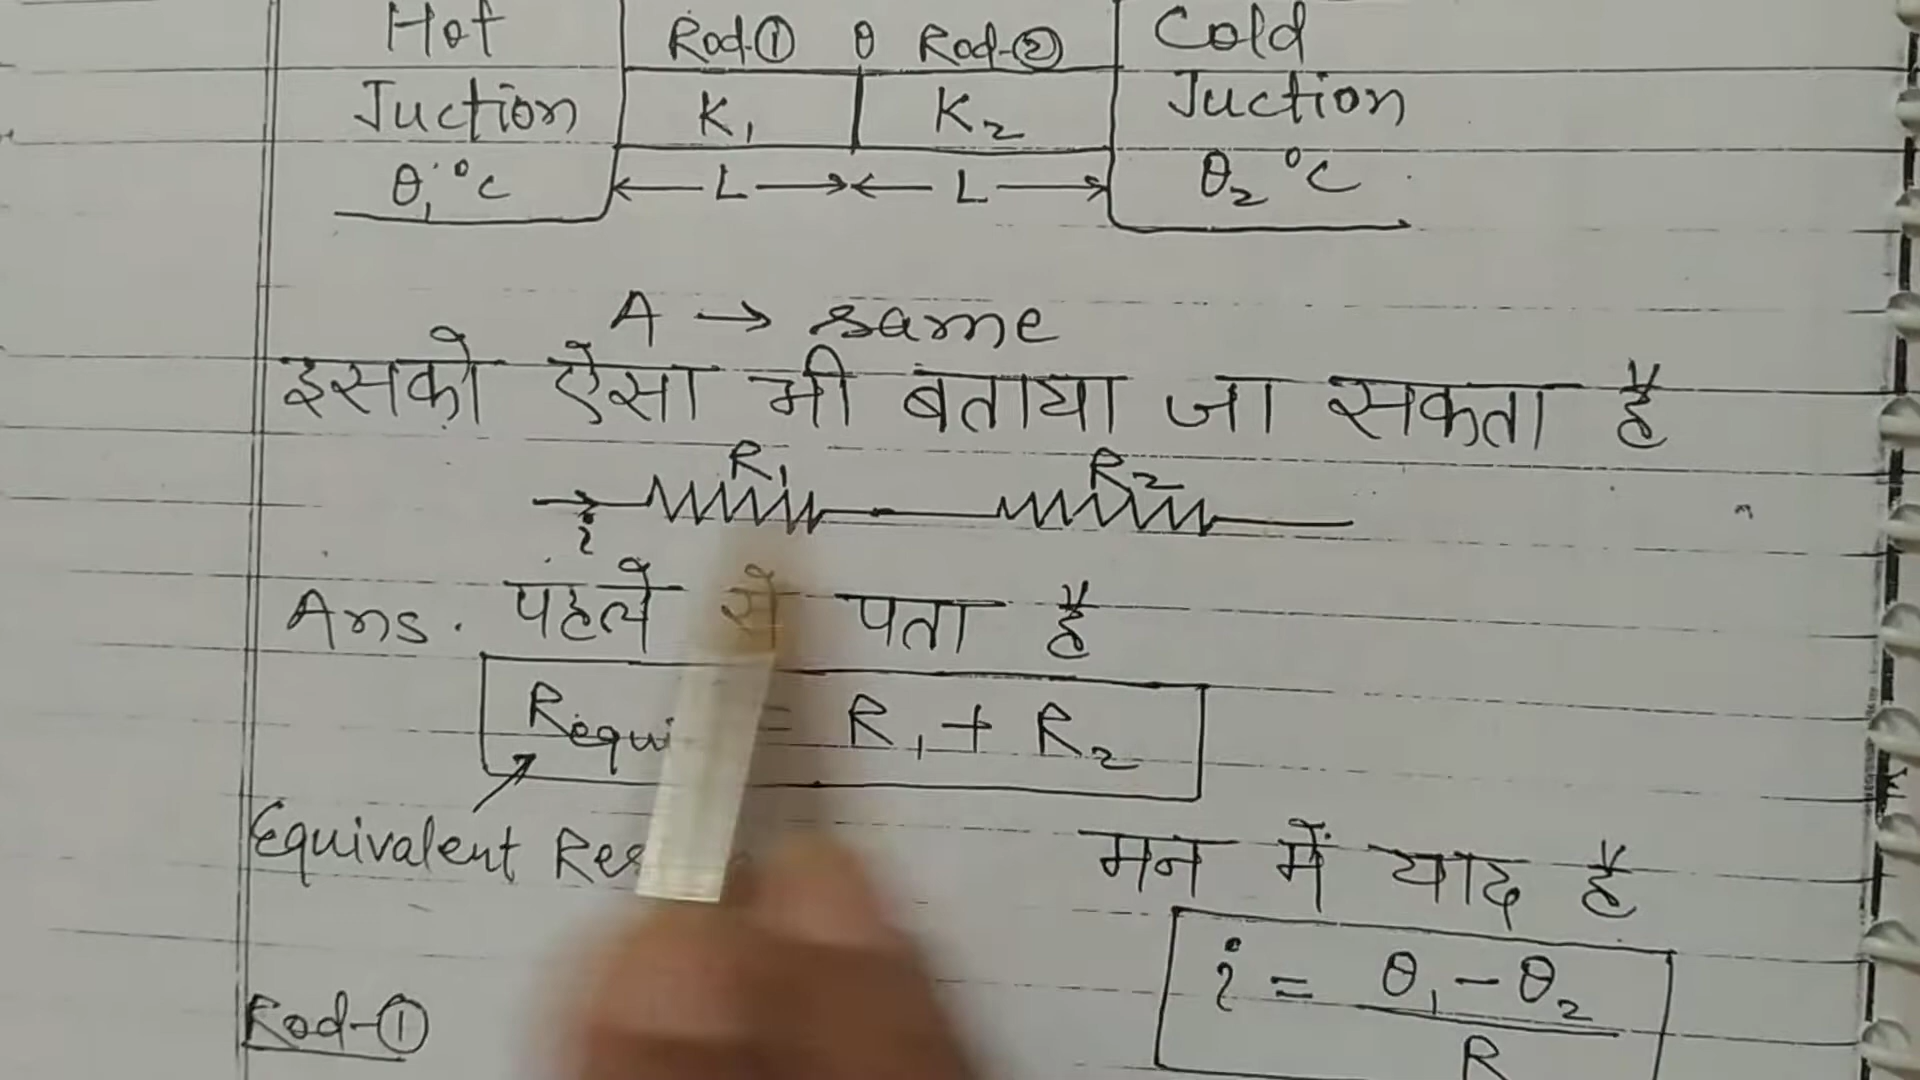 Hot Rod-① θ Rod-② Cold
Juction K₁ K₂ Juction
θ₁°C L L θ₂°C
A → same
इसको ऐसा भी बताया जा सकता है
R₁ R₂
i
Ans. पहले से पता है
Requi = R₁ + R₂
Equivalent
मन में याद है
i = θ₁ - θ₂
R
Rod-①